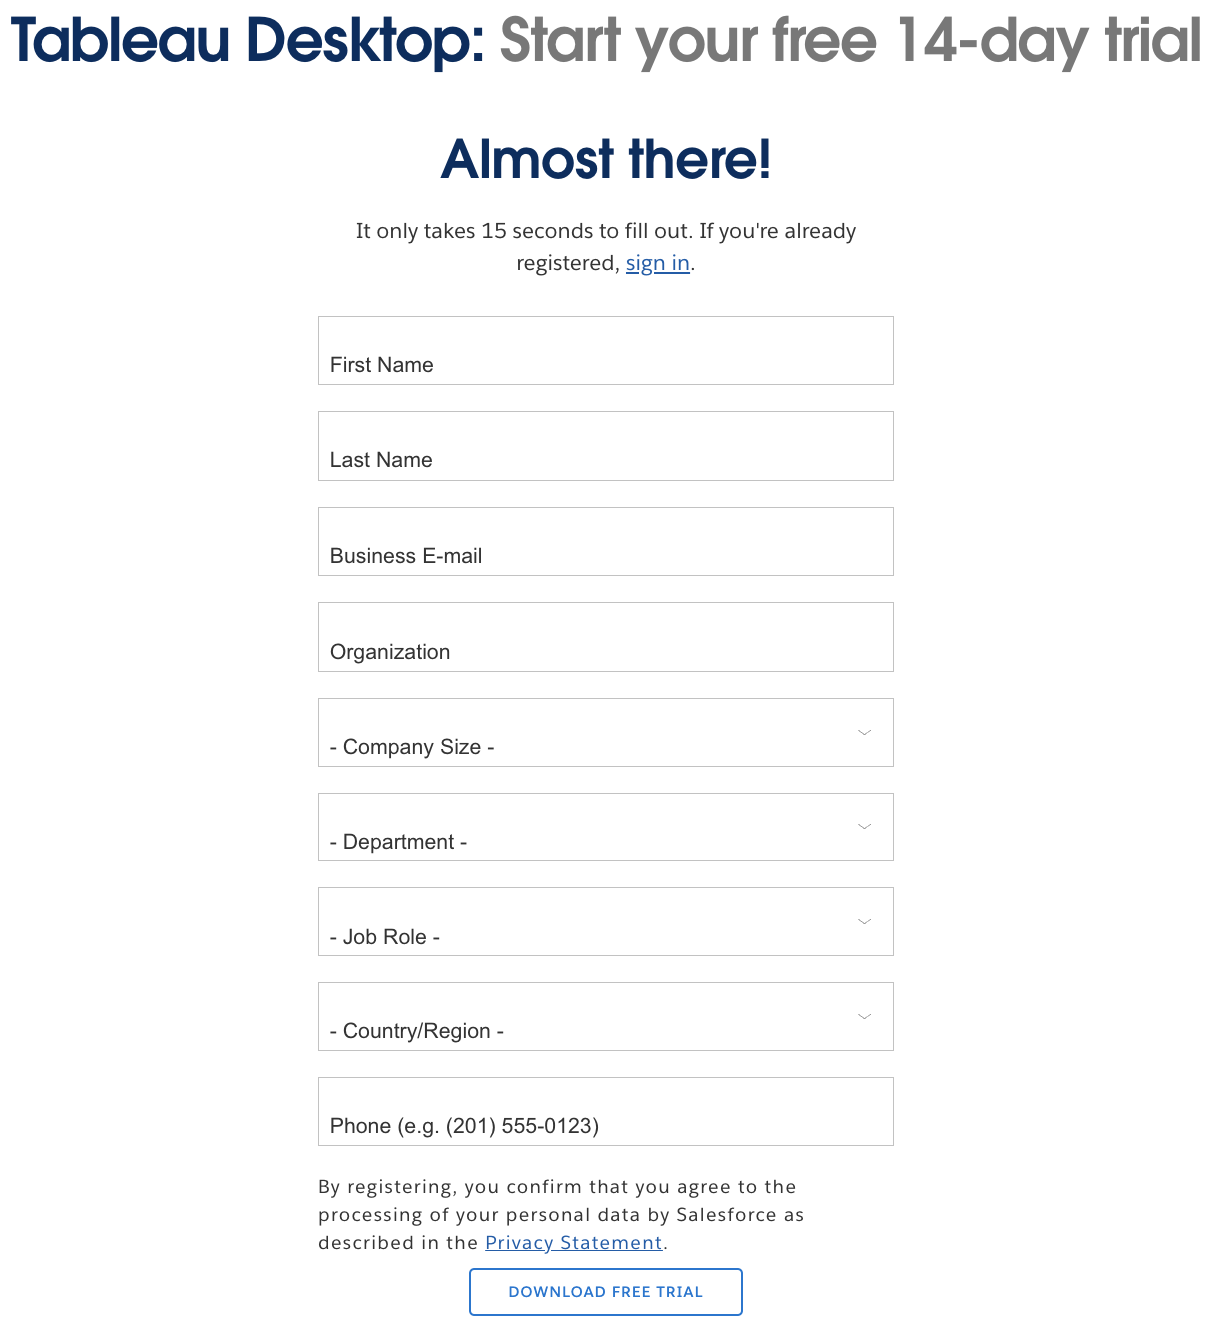 Tableau Desktop: Start your free 14-day trial
Almost there!
It only takes 15 seconds to fill out. If you're already
registered, sign in.
First Name
Last Name
Business E-mail
Organization
- Company Size -
- Department -
- Job Role -
- Country/Region -
Phone (e.g. (201) 555-0123)
By registering, you confirm that you agree to the
processing of your personal data by Salesforce as
described in the Privacy Statement.
DOWNLOAD FREE TRIAL